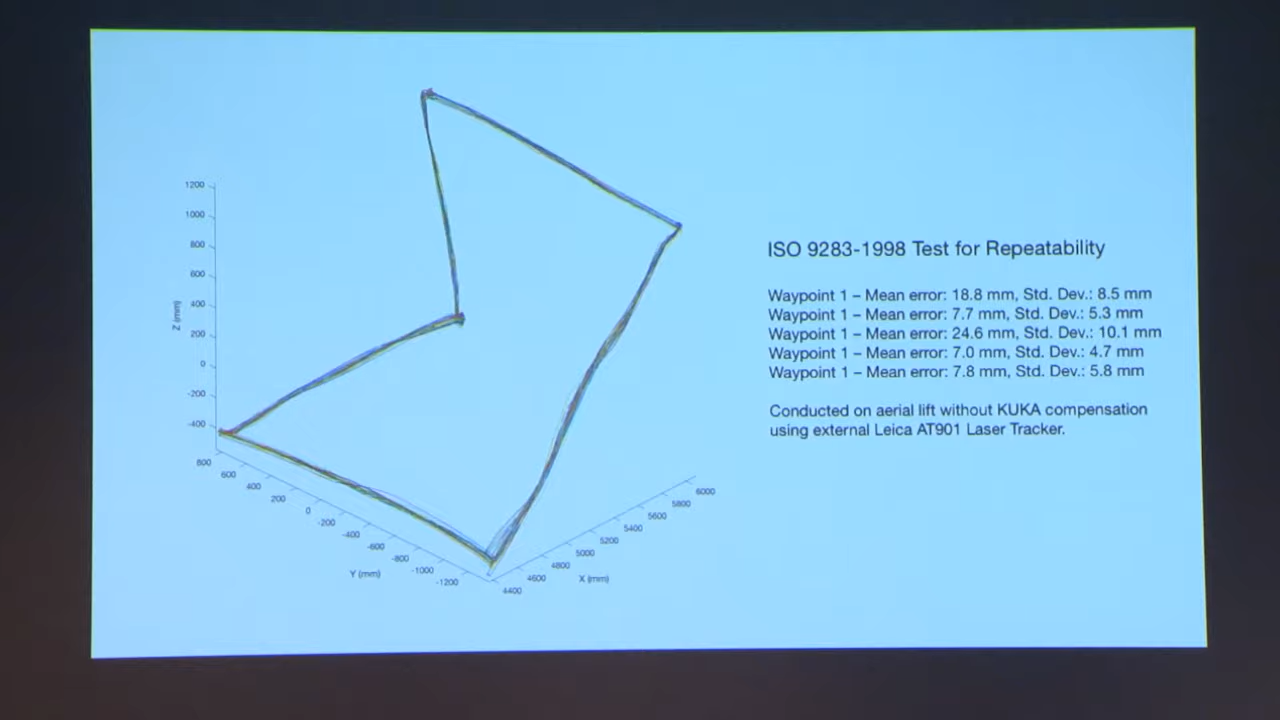 1200
1000
800
600
400
200
0
-200
-400
Z (mm)
800
600
400
200
0
-200
-400
-600
-800
-1000
-1200
Y (mm)
4400
4600
4800
5000
5200
5400
5600
5800
6000
X (mm)
ISO 9283-1998 Test for Repeatability
Waypoint 1 – Mean error: 18.8 mm, Std. Dev.: 8.5 mm
Waypoint 1 – Mean error: 7.7 mm, Std. Dev.: 5.3 mm
Waypoint 1 – Mean error: 24.6 mm, Std. Dev.: 10.1 mm
Waypoint 1 – Mean error: 7.0 mm, Std. Dev.: 4.7 mm
Waypoint 1 – Mean error: 7.8 mm, Std. Dev.: 5.8 mm
Conducted on aerial lift without KUKA compensation
using external Leica AT901 Laser Tracker.